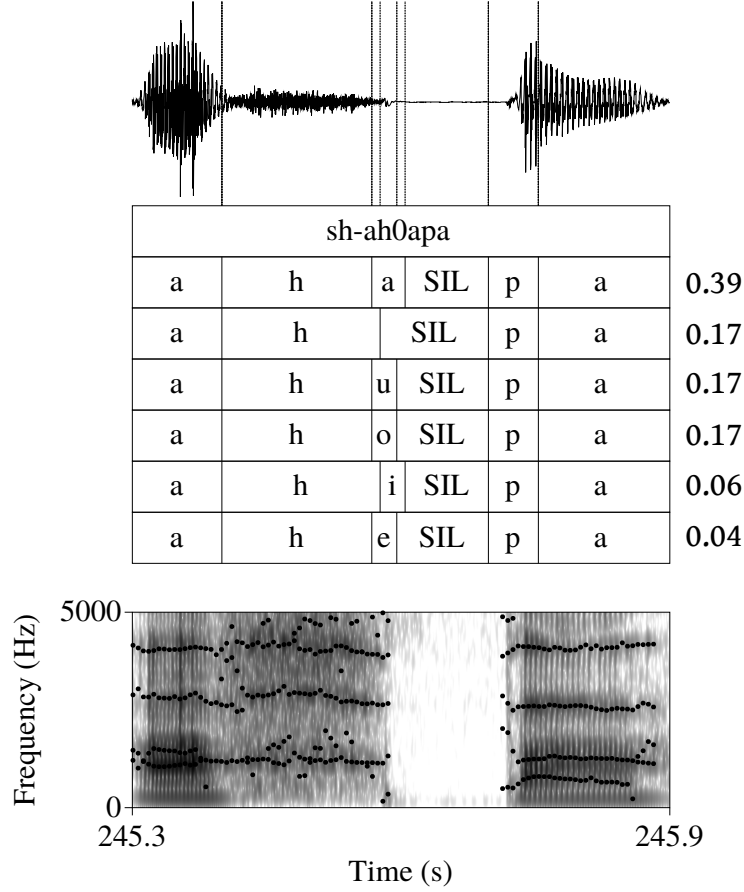 sh-ah0apa
a h a SIL p a 0.39
a h SIL p a 0.17
a h u SIL p a 0.17
a h o SIL p a 0.17
a h i SIL p a 0.06
a h e SIL p a 0.04
5000
Frequency (Hz)
0
245.3 245.9
Time (s)